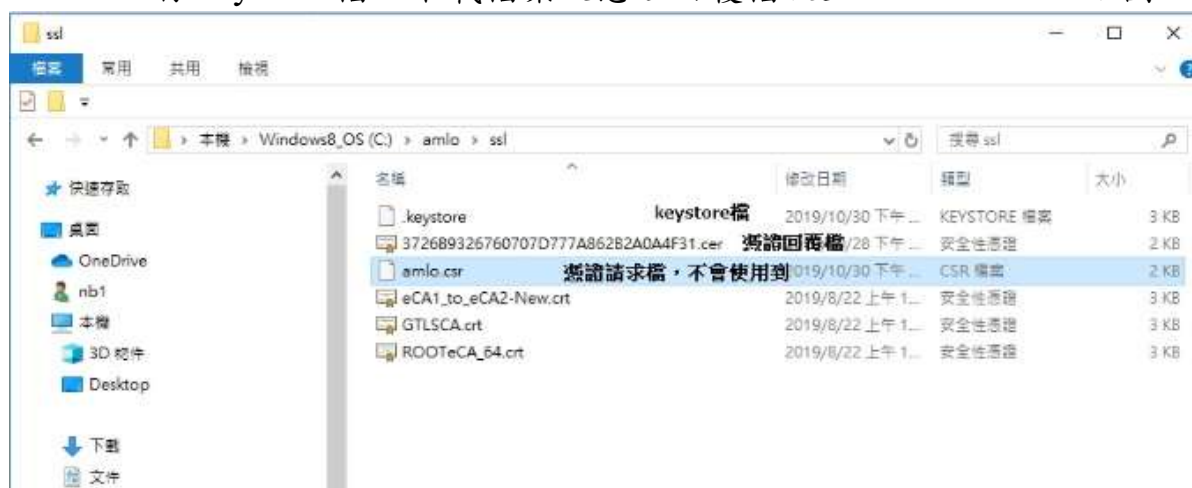 ssl
檔案 常用 共用 檢視
本機 > Windows8_OS (C:) > amlo > ssl
搜尋 ssl
名稱 修改日期 類型 大小
快速存取
.keystore keystore檔 2019/10/30 下午... KEYSTORE 檔案 3 KB
桌面
372689326760707D777A862B2A0A4F31.cer 憑證回覆檔 /28 下午... 安全性憑證 2 KB
OneDrive
amlo.csr 憑證請求檔，不會使用到 2019/10/30 下午... CSR 檔案 2 KB
nb1
eCA1_to_eCA2-New.crt 2019/8/22 上午 1... 安全性憑證 3 KB
本機
GTLSCA.crt 2019/8/22 上午 1... 安全性憑證 3 KB
3D 物件
ROOTeCA_64.crt 2019/8/22 上午 1... 安全性憑證 3 KB
Desktop
下載
文件